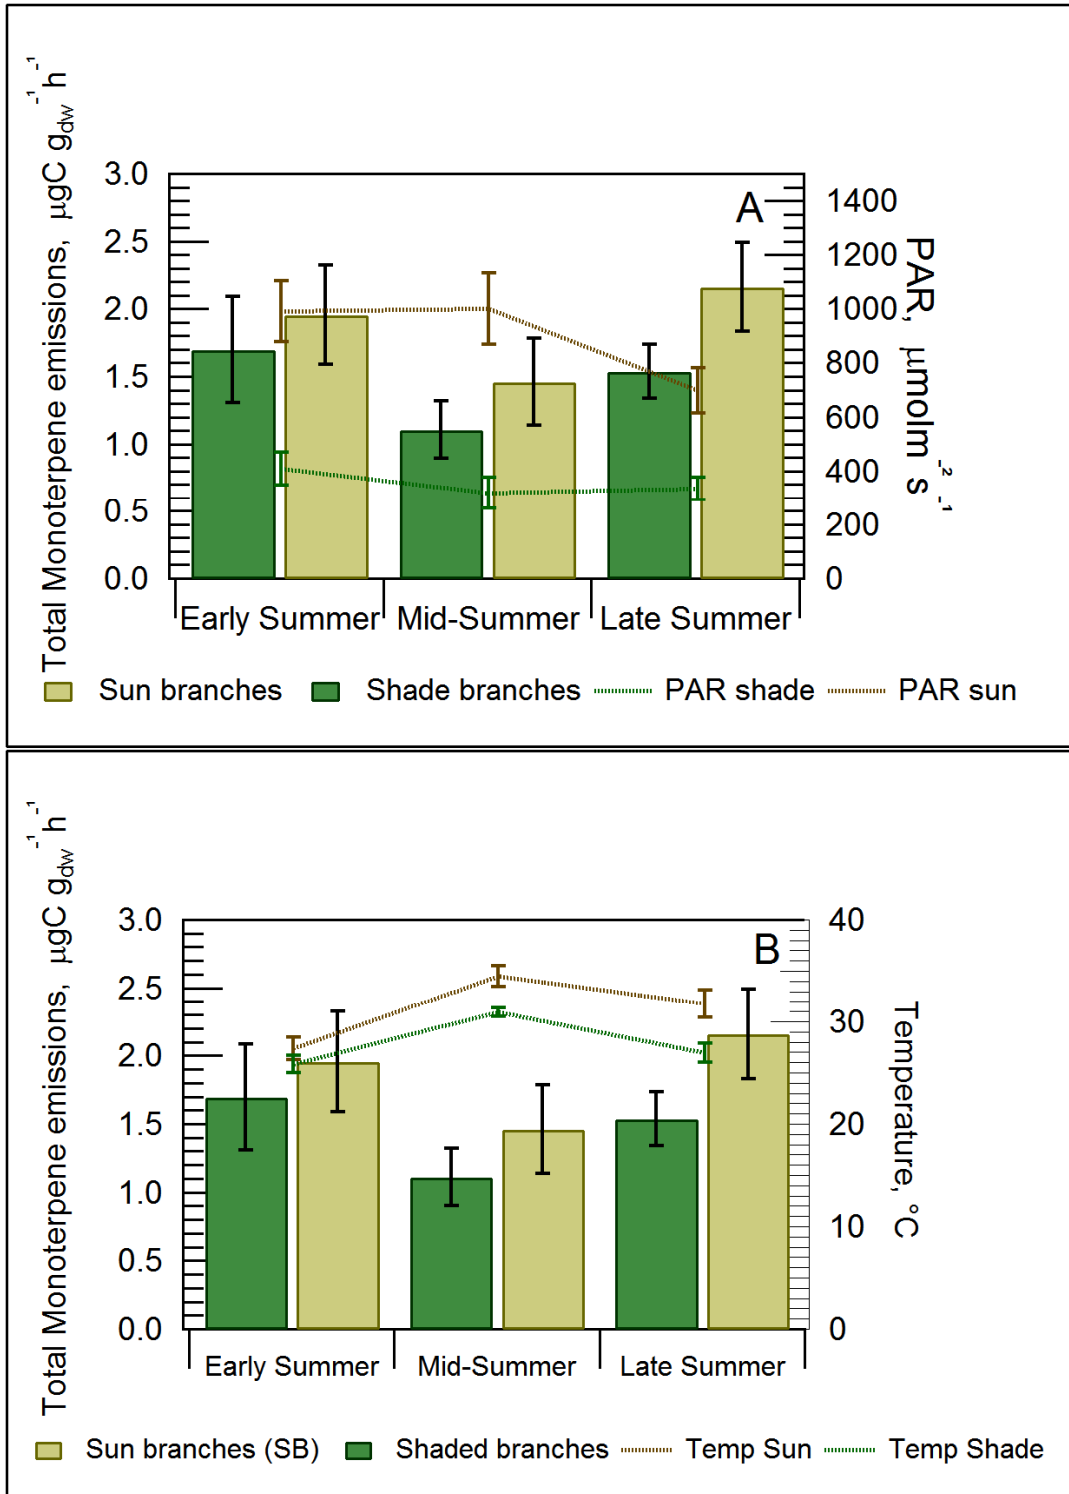 Total Monoterpene emissions, µgC g_dw⁻¹ h⁻¹
3.0
2.5
2.0
1.5
1.0
0.5
0.0
A
1400
1200
1000
800
600
400
200
0
PAR, µmolm⁻² s⁻¹
Early Summer Mid-Summer Late Summer
Sun branches Shade branches PAR shade PAR sun
Total Monoterpene emissions, µgC g_dw⁻¹ h⁻¹
3.0
2.5
2.0
1.5
1.0
0.5
0.0
B
40
30
20
10
0
Temperature, °C
Early Summer Mid-Summer Late Summer
Sun branches (SB) Shaded branches Temp Sun Temp Shade